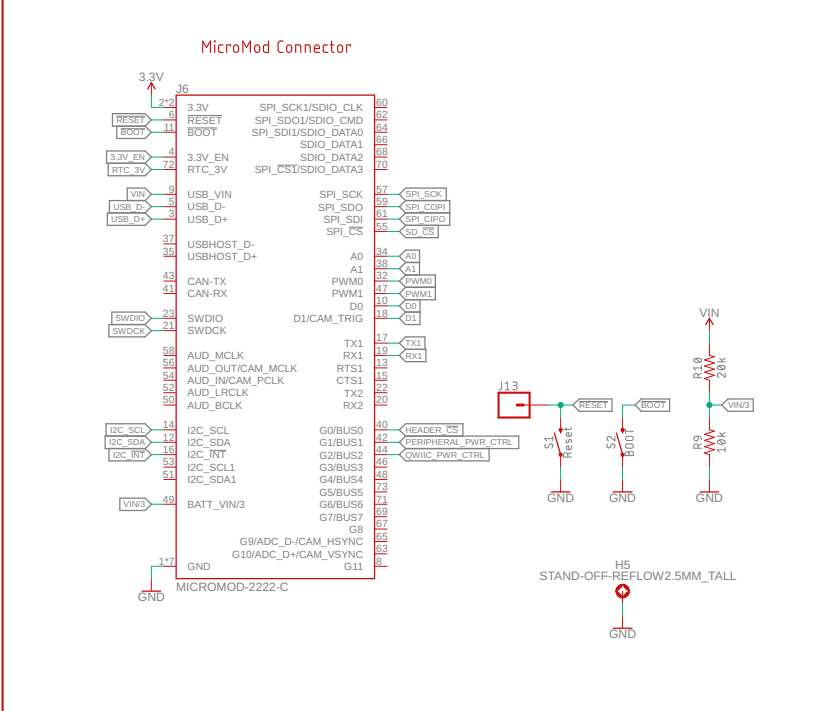 MicroMod Connector
3.3V
J6
2*2 3.3V SPI_SCK1/SDIO_CLK 60
RESET 6 RESET SPI_SDO1/SDIO_CMD 62
BOOT 11 BOOT SPI_SDI1/SDIO_DATA0 64
SDIO_DATA1 66
3.3V_EN 4 3.3V_EN SDIO_DATA2 68
RTC_3V 72 RTC_3V SPI_CS1/SDIO_DATA3 70
VIN 9 USB_VIN SPI_SCK 57 SPI_SCK
USB_D- 5 USB_D- SPI_SDO 59 SPI_COPI
USB_D+ 3 USB_D+ SPI_SDI 61 SPI_CIPO
SPI_CS 55 SD_CS
37 USBHOST_D-
35 USBHOST_D+ A0 34 A0
A1 38 A1
43 CAN-TX PWM0 32 PWM0
41 CAN-RX PWM1 47 PWM1
D0 10 D0
SWDIO 23 SWDIO D1/CAM_TRIG 18 D1
SWDCK 21 SWDCK
TX1 17 TX1
58 AUD_MCLK RX1 19 RX1
56 AUD_OUT/CAM_MCLK RTS1 13
54 AUD_IN/CAM_PCLK CTS1 15
52 AUD_LRCLK TX2 22
50 AUD_BCLK RX2 20
I2C_SCL 14 I2C_SCL G0/BUS0 40 HEADER_CS
I2C_SDA 12 I2C_SDA G1/BUS1 42 PERIPHERAL_PWR_CTRL
I2C_INT 16 I2C_INT G2/BUS2 44 QWIIC_PWR_CTRL
53 I2C_SCL1 G3/BUS3 46
51 I2C_SDA1 G4/BUS4 48
G5/BUS5 73
VIN/3 49 BATT_VIN/3 G6/BUS6 71
G7/BUS7 69
G8 67
G9/ADC_D-/CAM_HSYNC 65
G10/ADC_D+/CAM_VSYNC 63
1*7 GND G11 8
GND
MICROMOD-2222-C
J13
RESET
S1
Reset
GND
BOOT
S2
BOOT
GND
VIN
R10
20k
VIN/3
R9
10k
GND
H5
STAND-OFF-REFLOW2.5MM_TALL
GND